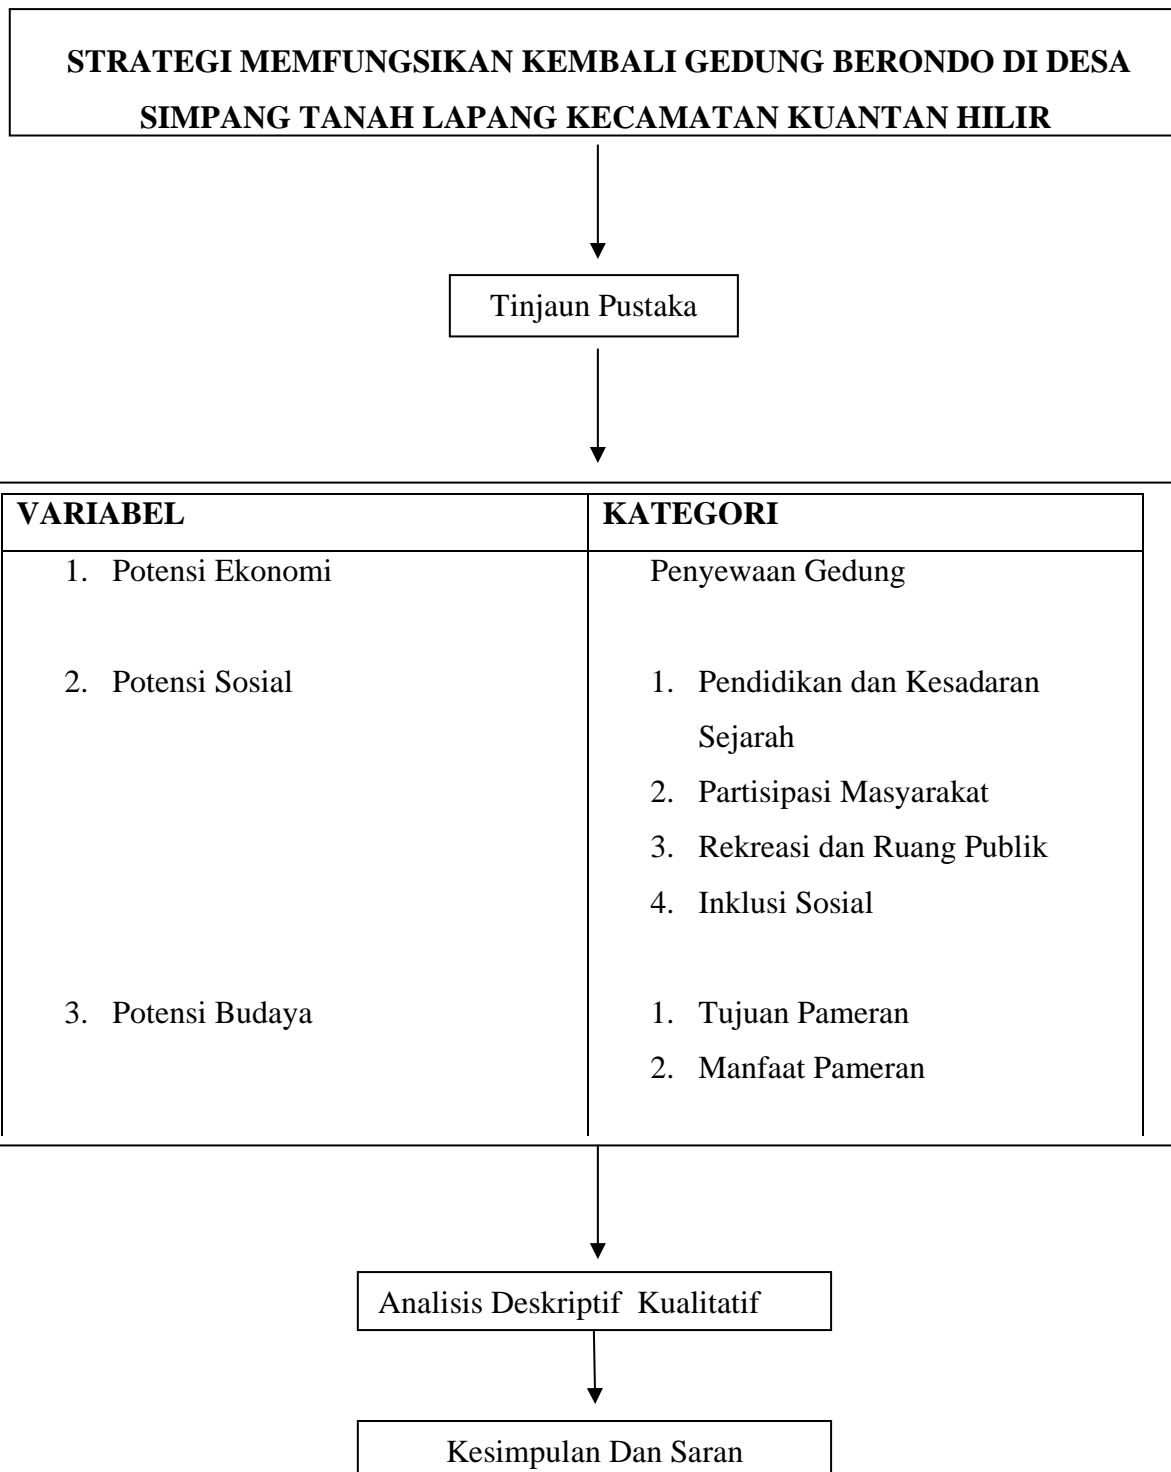 STRATEGI MEMFUNGSIKAN KEMBALI GEDUNG BERONDO DI DESA
SIMPANG TANAH LAPANG KECAMATAN KUANTAN HILIR
Tinjaun Pustaka
VARIABEL KATEGORI
1. Potensi Ekonomi Penyewaan Gedung
2. Potensi Sosial 1. Pendidikan dan Kesadaran
Sejarah
2. Partisipasi Masyarakat
3. Rekreasi dan Ruang Publik
4. Inklusi Sosial
3. Potensi Budaya 1. Tujuan Pameran
2. Manfaat Pameran
Analisis Deskriptif Kualitatif
Kesimpulan Dan Saran